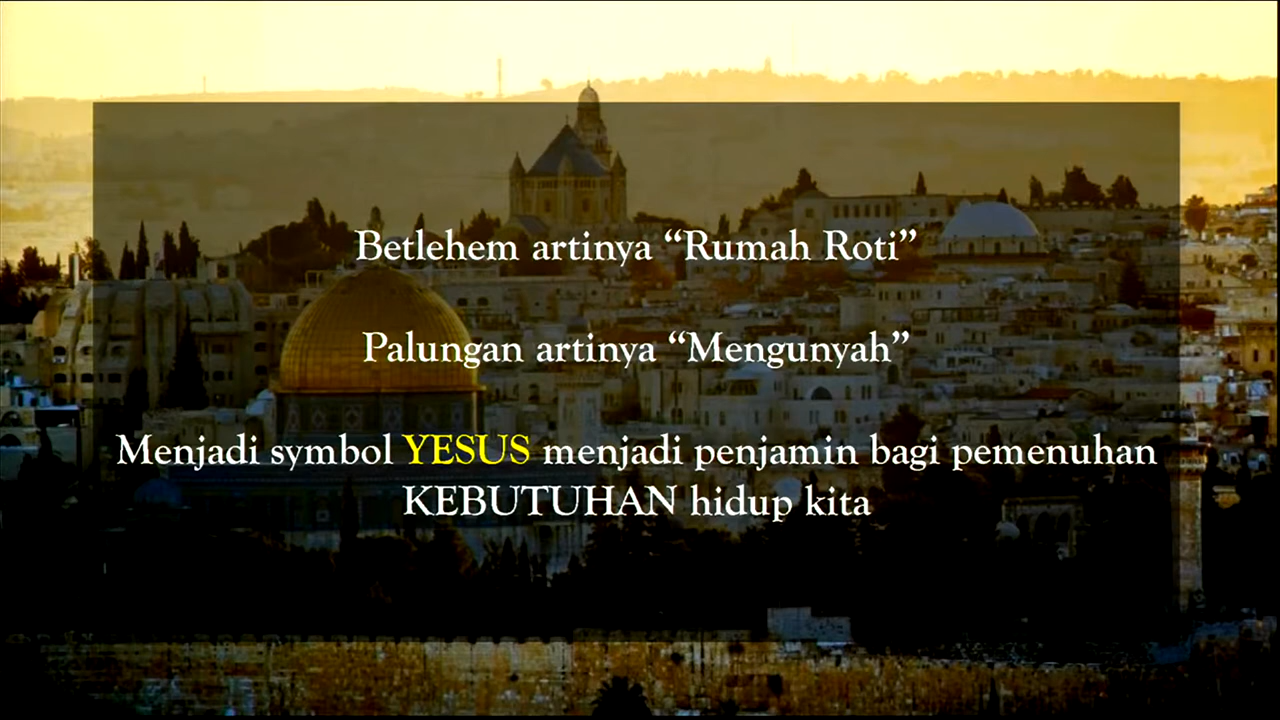 Betlehem artinya “Rumah Roti”
Palungan artinya “Mengunyah”
Menjadi symbol YESUS menjadi penjamin bagi pemenuhan
KEBUTUHAN hidup kita